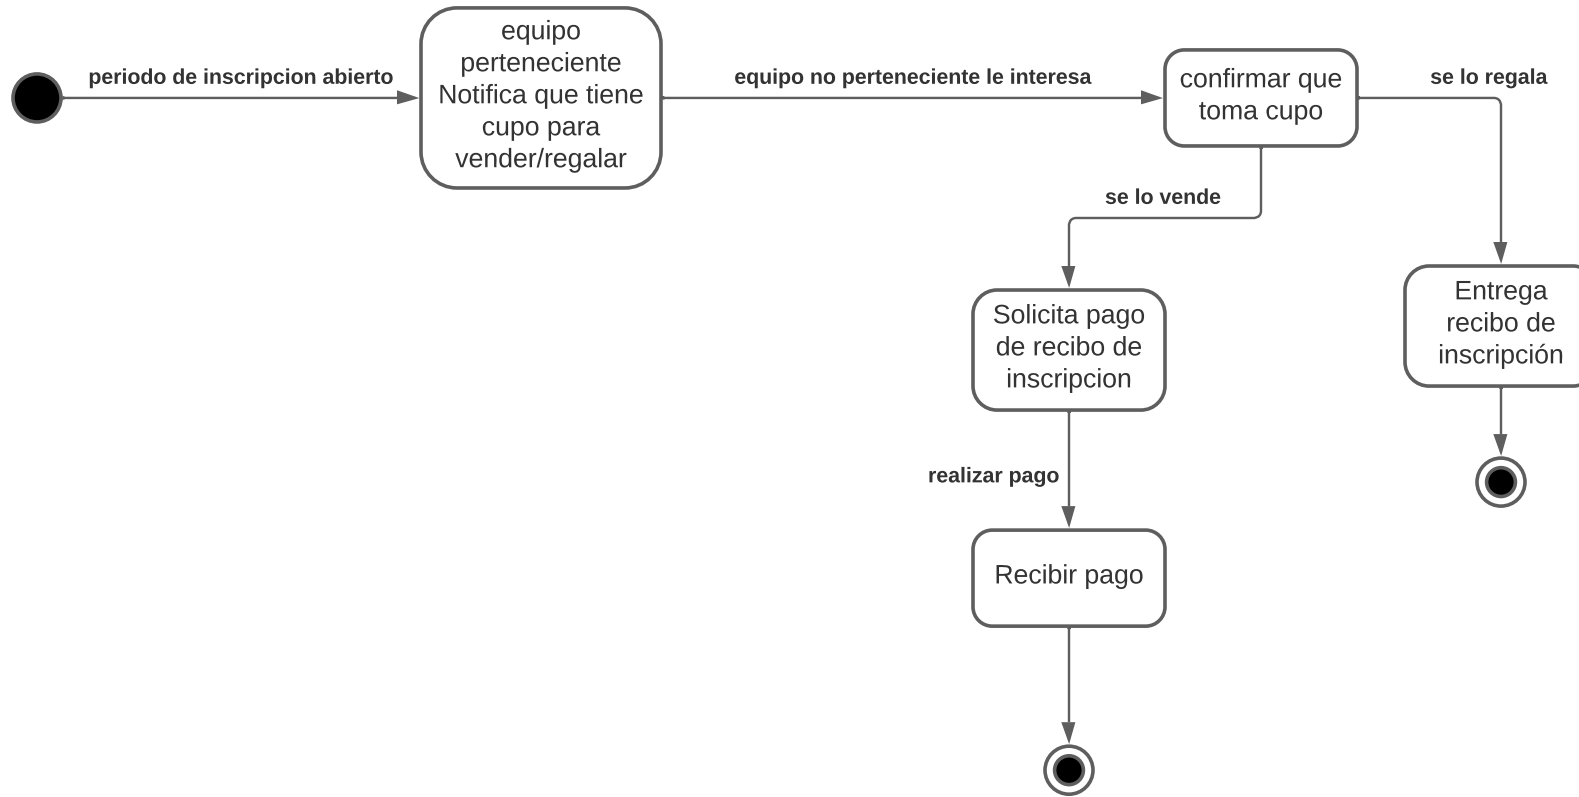 periodo de inscripcion abierto
equipo
perteneciente
Notifica que tiene
cupo para
vender/regalar
equipo no perteneciente le interesa
confirmar que
toma cupo
se lo regala
se lo vende
Solicita pago
de recibo de
inscripcion
Entrega
recibo de
inscripción
realizar pago
Recibir pago